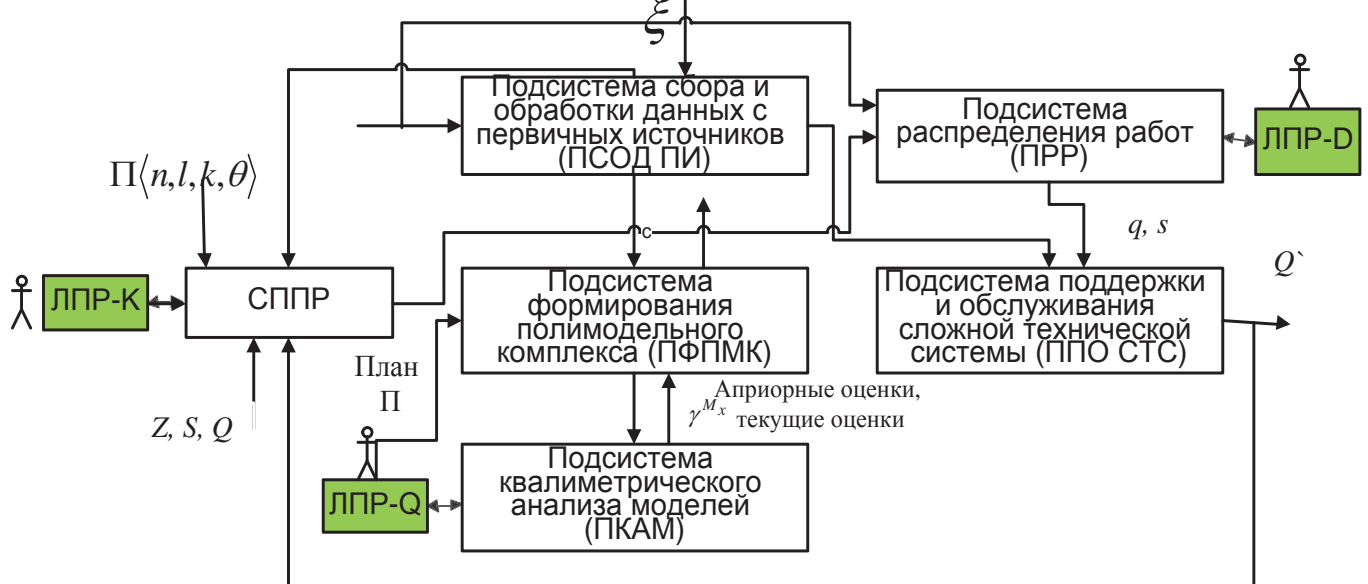 ξ
Подсистема сбора и
обработки данных с
первичных источников
(ПСОД ПИ)
Подсистема
распределения работ
(ПРР)
ЛПР-D
П⟨n,l,k,θ⟩
c
q, s
Q`
ЛПР-K
СППР
Подсистема
формирования
полимодельного
комплекса (ПФПМК)
Подсистема поддержки
и обслуживания
сложной технической
системы (ППО СТС)
План
П
Z, S, Q
γ^{M_x}
Априорные оценки,
текущие оценки
ЛПР-Q
Подсистема
квалиметрического
анализа моделей
(ПКАМ)